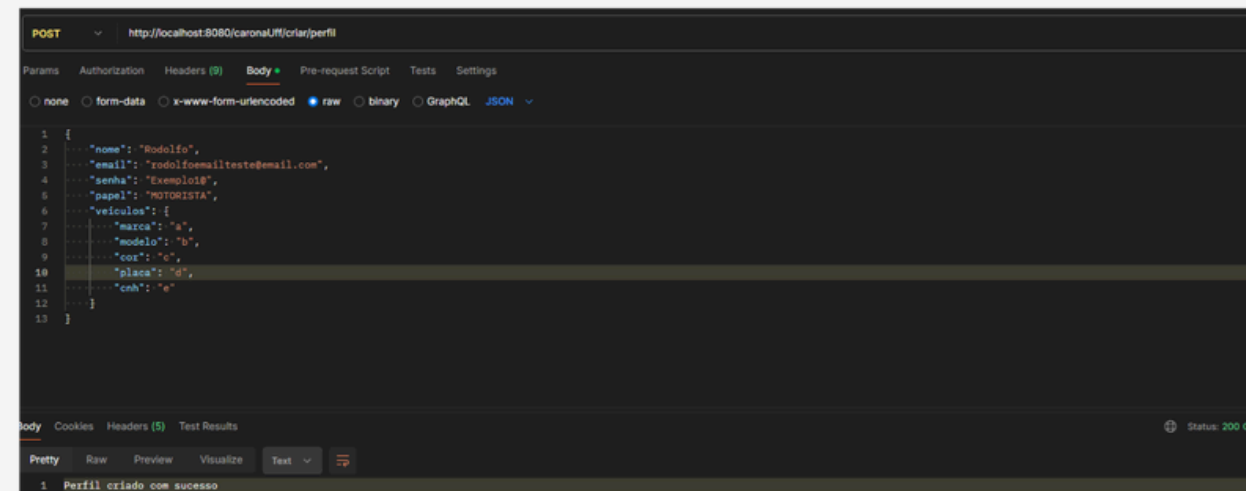 POST http://localhost:8080/caronaUff/criar/perfil
Params Authorization Headers (9) Body Pre-request Script Tests Settings
none form-data x-www-form-urlencoded raw binary GraphQL JSON
1 {
2 "nome": "Rodolfo",
3 "email": "rodolfoemailteste@email.com",
4 "senha": "Exemplo1@",
5 "papel": "MOTORISTA",
6 "veiculos": {
7 "marca": "a",
8 "modelo": "b",
9 "cor": "c",
10 "placa": "d",
11 "cnh": "e"
12 }
13 }
Body Cookies Headers (5) Test Results Status: 200
Pretty Raw Preview Visualize Text
1 Perfil criado com sucesso